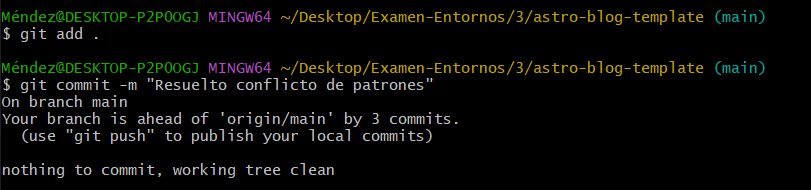 Méndez@DESKTOP-P2POOGJ MINGW64 ~/Desktop/Examen-Entornos/3/astro-blog-template (main)
$ git add .
Méndez@DESKTOP-P2POOGJ MINGW64 ~/Desktop/Examen-Entornos/3/astro-blog-template (main)
$ git commit -m "Resuelto conflicto de patrones"
On branch main
Your branch is ahead of 'origin/main' by 3 commits.
  (use "git push" to publish your local commits)
nothing to commit, working tree clean